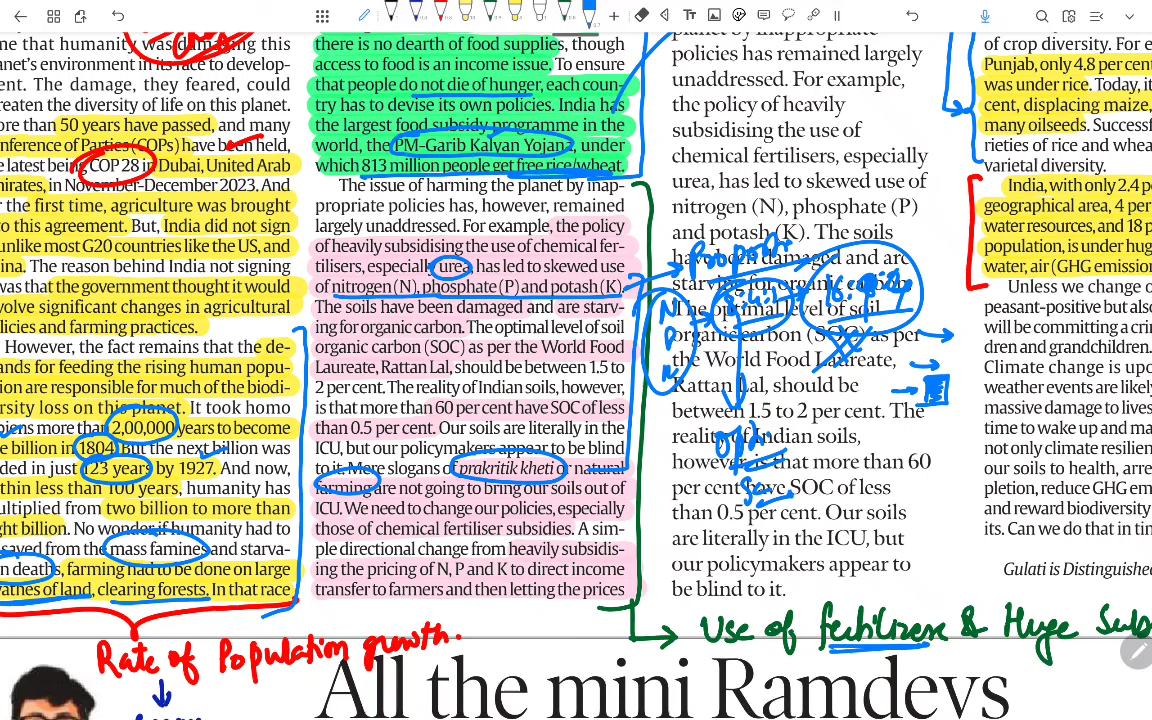 me that humanity was damaging this
anet's environment in its race to develop-
ent. The damage, they feared, could
reaten the diversity of life on this planet.
ore than 50 years have passed, and many
onference of Parties (COPs) have been held,
e latest being COP 28 in Dubai, United Arab
mirates, in November-December 2023. And
r the first time, agriculture was brought
to this agreement. But, India did not sign
unlike most G20 countries like the US, and
ina. The reason behind India not signing
was that the government thought it would
volve significant changes in agricultural
licies and farming practices.
However, the fact remains that the de-
ands for feeding the rising human popu-
tion are responsible for much of the biodi-
rsity loss on this planet. It took homo
piens more than 2,00,000 years to become
e billion in 1804. But the next billion was
ded in just 123 years by 1927. And now,
thin less than 100 years, humanity has
ultiplied from two billion to more than
ght billion. No wonder if humanity had to
saved from the mass famines and starva-
n deaths, farming had to be done on large
vathes of land, clearing forests. In that race
there is no dearth of food supplies, though
access to food is an income issue. To ensure
that people do not die of hunger, each coun-
try has to devise its own policies. India has
the largest food subsidy programme in the
world, the PM-Garib Kalyan Yojana, under
which 813 million people get free rice/wheat.
The issue of harming the planet by inap-
propriate policies has, however, remained
largely unaddressed. For example, the policy
of heavily subsidising the use of chemical fer-
tilisers, especially urea, has led to skewed use
of nitrogen (N), phosphate (P) and potash (K).
The soils have been damaged and are starv-
ing for organic carbon. The optimal level of soil
organic carbon (SOC) as per the World Food
Laureate, Rattan Lal, should be between 1.5 to
2 per cent. The reality of Indian soils, however,
is that more than 60 per cent have SOC of less
than 0.5 per cent. Our soils are literally in the
ICU, but our policymakers appear to be blind
to it. More slogans of prakritik kheti or natural
farming are not going to bring our soils out of
ICU. We need to change our policies, especially
those of chemical fertiliser subsidies. A sim-
ple directional change from heavily subsidis-
ing the pricing of N, P and K to direct income
transfer to farmers and then letting the prices
planet by inappropriate
policies has remained largely
unaddressed. For example,
the policy of heavily
subsidising the use of
chemical fertilisers, especially
urea, has led to skewed use of
nitrogen (N), phosphate (P)
and potash (K). The soils
have been damaged and are
starving for organic carbon.
The optimal level of soil
organic carbon (SOC) as per
the World Food Laureate,
Rattan Lal, should be
between 1.5 to 2 per cent. The
reality of Indian soils,
however is that more than 60
per cent have SOC of less
than 0.5 per cent. Our soils
are literally in the ICU, but
our policymakers appear to
be blind to it.
N
P
K
of crop diversity. For e
Punjab, only 4.8 per cent
was under rice. Today, it
cent, displacing maize,
many oilseeds. Successf
rieties of rice and whea
varietal diversity.
India, with only 2.4 p
geographical area, 4 per
water resources, and 18 p
population, is under hug
water, air (GHG emission
Unless we change o
peasant-positive but also
will be committing a crin
dren and grandchildren.
Climate change is upo
weather events are likely
massive damage to lives
time to wake up and ma
not only climate resilien
our soils to health, arre
pletion, reduce GHG em
and reward biodiversity
its. Can we do that in tim
Gulati is Distinguished
Use of fertilizers & Huge Subs
Rate of Population growth.
All the mini Ramdevs